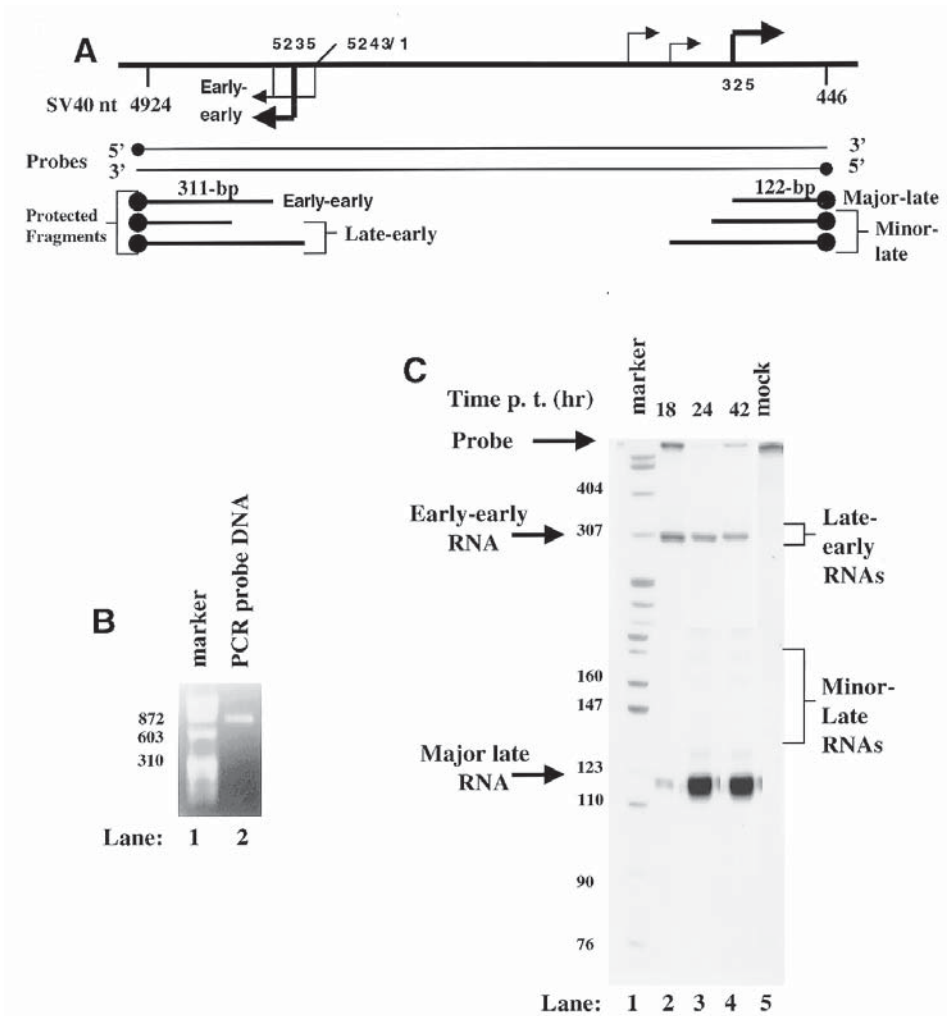 A
5235 5243/1
Early-
early
SV40 nt 4924
325
446
Probes
5' 3'
3' 5'
311-bp
122-bp
Early-early
Major-late
Protected
Fragments
Late-early
Minor-
late
B
marker
PCR probe DNA
872
603
310
Lane: 1 2
C
Time p. t. (hr)
marker
18 24 42
mock
Probe
404
Early-early
RNA
307
Late-
early
RNAs
160
147
Minor-
Late
RNAs
Major late
RNA
123
110
90
76
Lane: 1 2 3 4 5